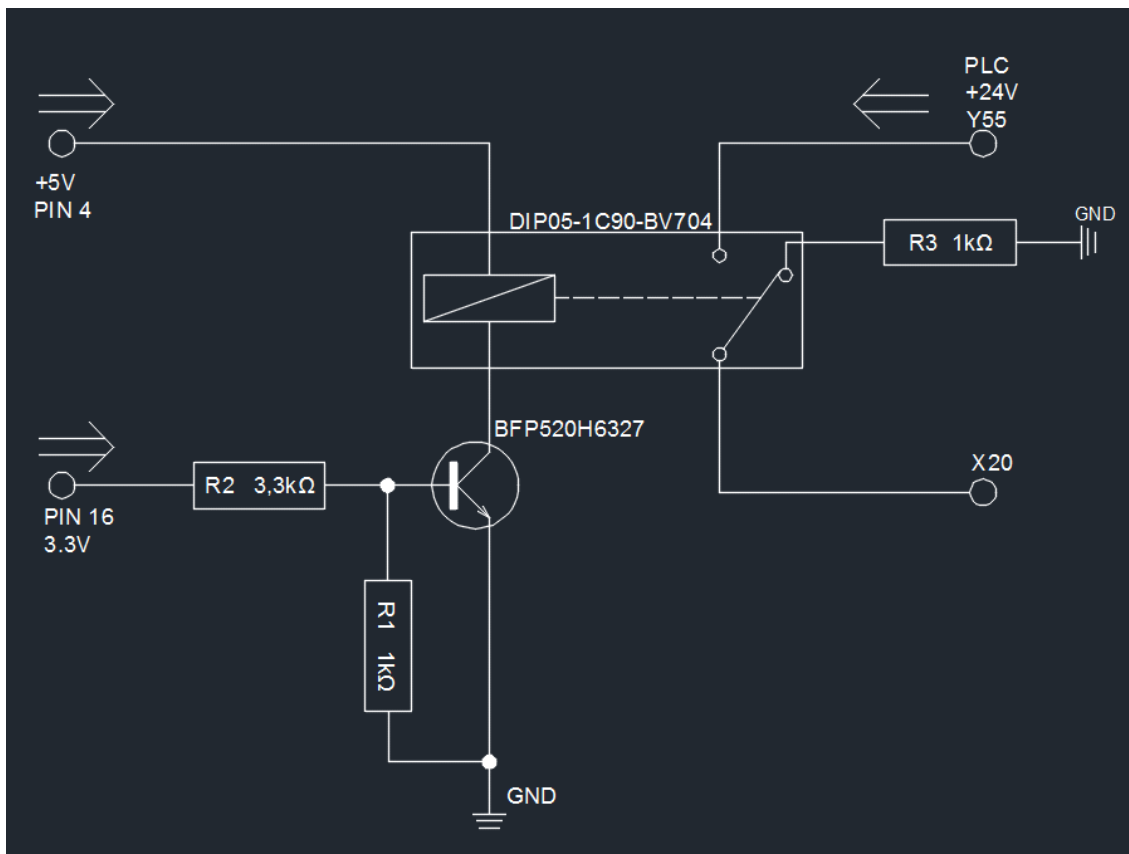 PLC
+24V
Y55
+5V
PIN 4
DIP05-1C90-BV704
GND
R3 1kΩ
BFP520H6327
R2 3,3kΩ
X20
PIN 16
3.3V
R1 1kΩ
GND